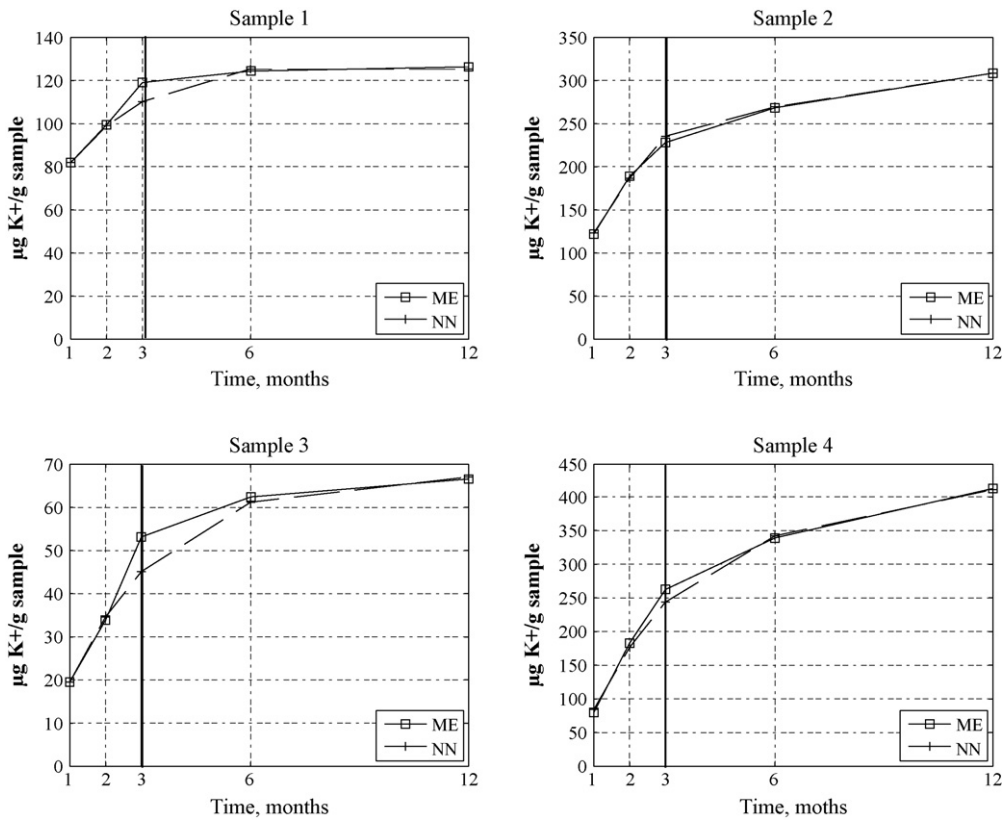 Sample 1
140
120
100
80
60
40
20
0
µg K+/g sample
1 2 3 6 12
Time, months
ME
NN
Sample 2
350
300
250
200
150
100
50
0
µg K+/g sample
1 2 3 6 12
Time, months
ME
NN
Sample 3
70
60
50
40
30
20
10
0
µg K+/g sample
1 2 3 6 12
Time, months
ME
NN
Sample 4
450
400
350
300
250
200
150
100
50
0
µg K+/g sample
1 2 3 6 12
Time, moths
ME
NN